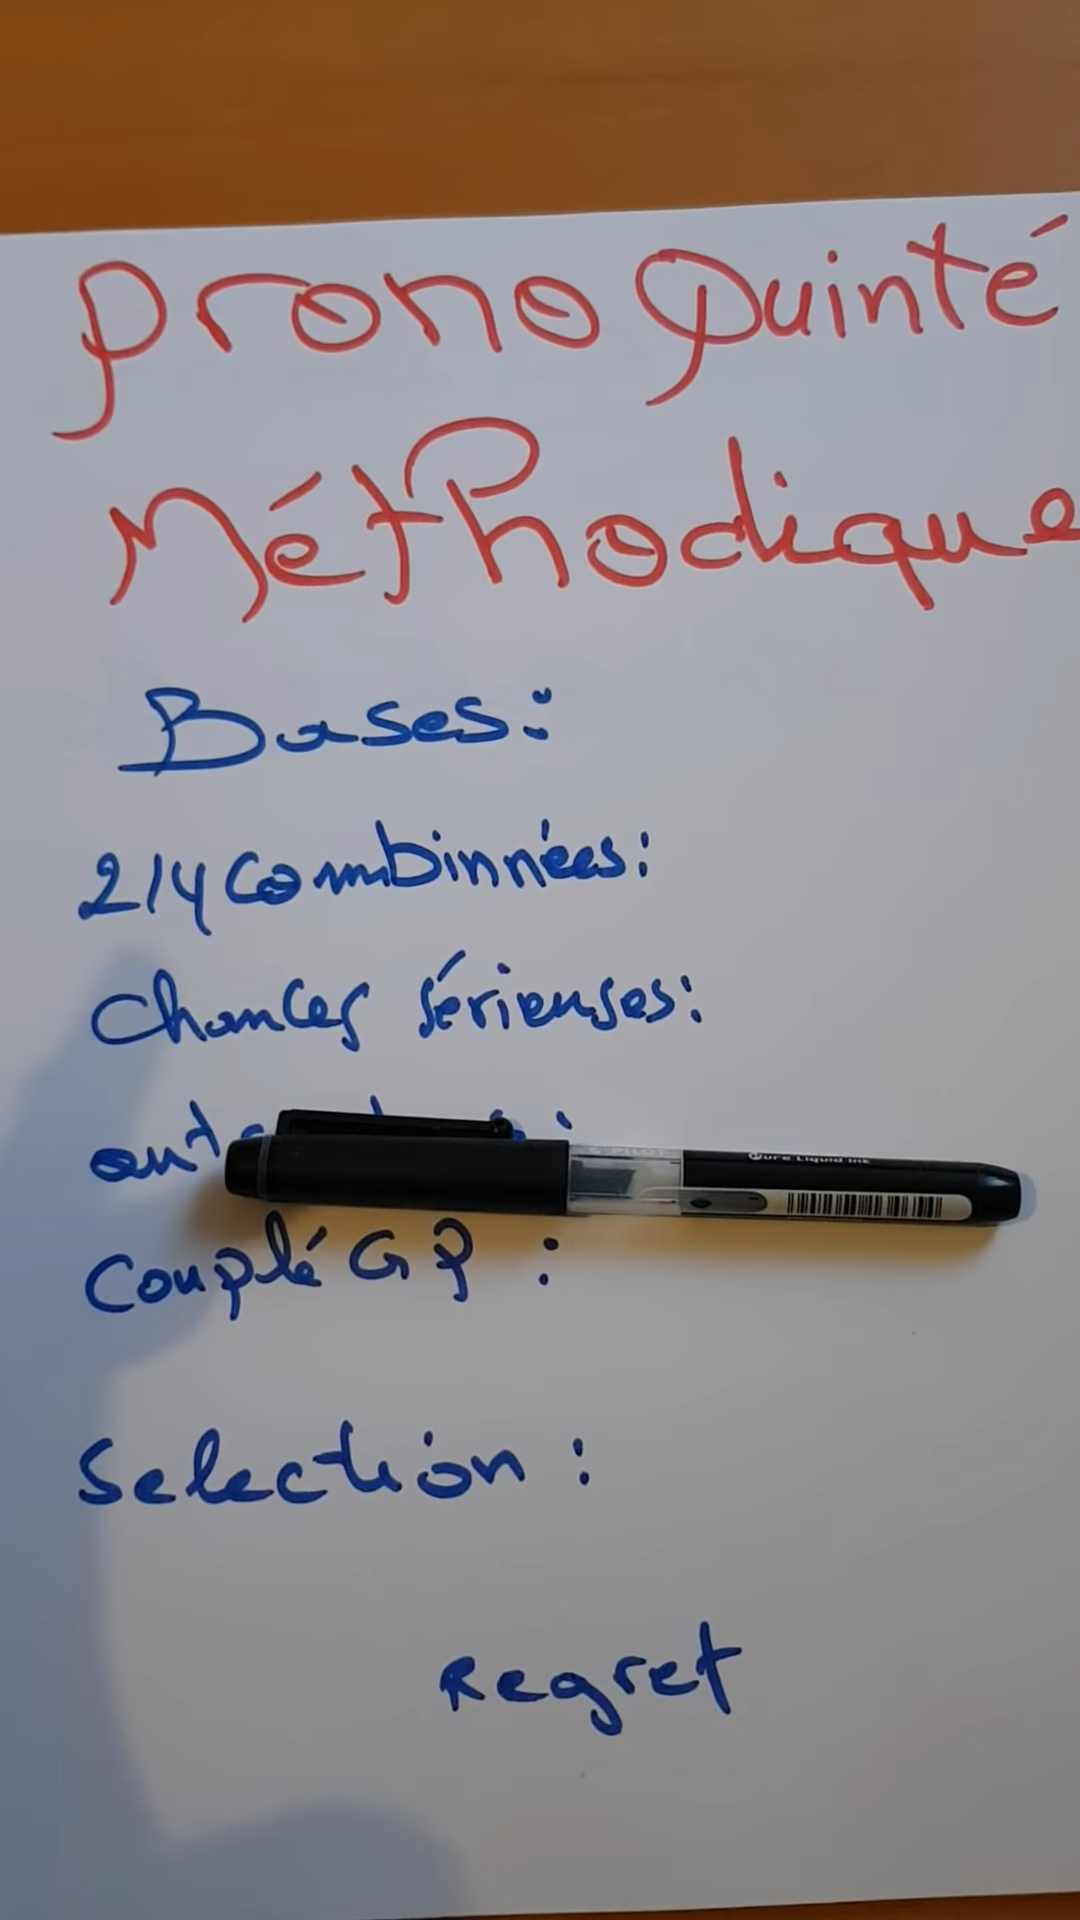 Prono Quinté
Méthodique
Bases:
2/4 Combinnées:
Chances sérieuses:
Couplé G P :
Selection :
Regret